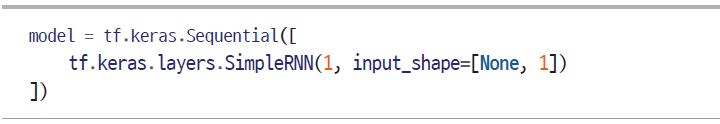 model = tf.keras.Sequential([
    tf.keras.layers.SimpleRNN(1, input_shape=[None, 1])
])